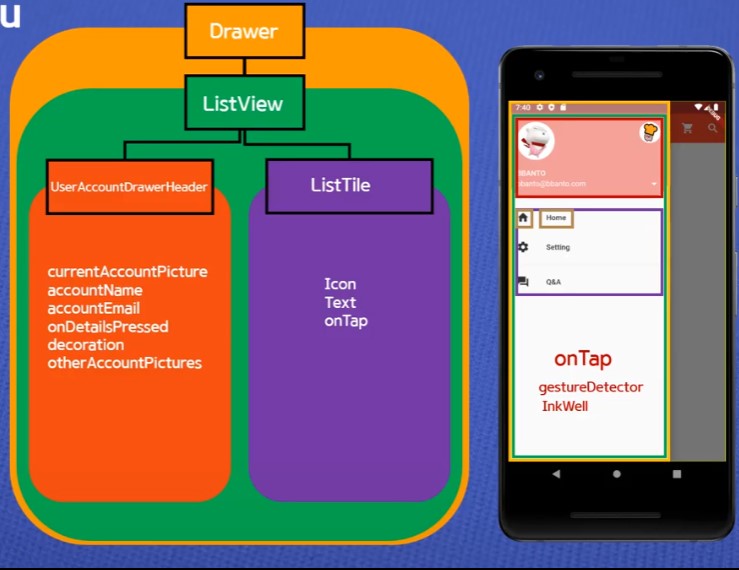 u
Drawer
ListView
UserAccountDrawerHeader
ListTile
currentAccountPicture
accountName
accountEmail
onDetailsPressed
decoration
otherAccountPictures
Icon
Text
onTap
7:40
BBANTO
bbanto@bbanto.com
Home
Setting
Q&A
onTap
gestureDetector
InkWell